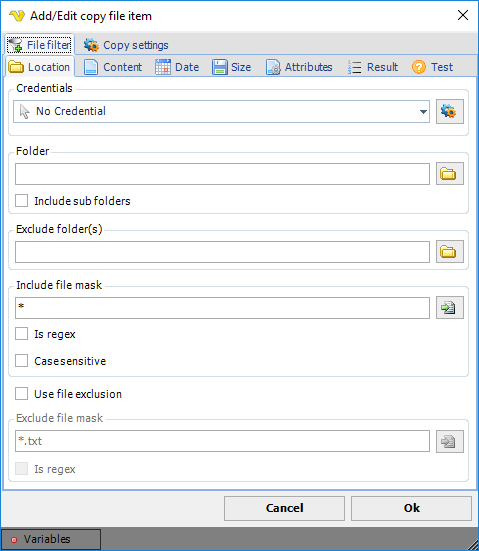 Add/Edit copy file item
File filter Copy settings
Location Content Date Size Attributes Result Test
Credentials
No Credential
Folder
Include sub folders
Exclude folder(s)
Include file mask
*
Is regex
Case sensitive
Use file exclusion
Exclude file mask
*.txt
Is regex
Cancel Ok
Variables